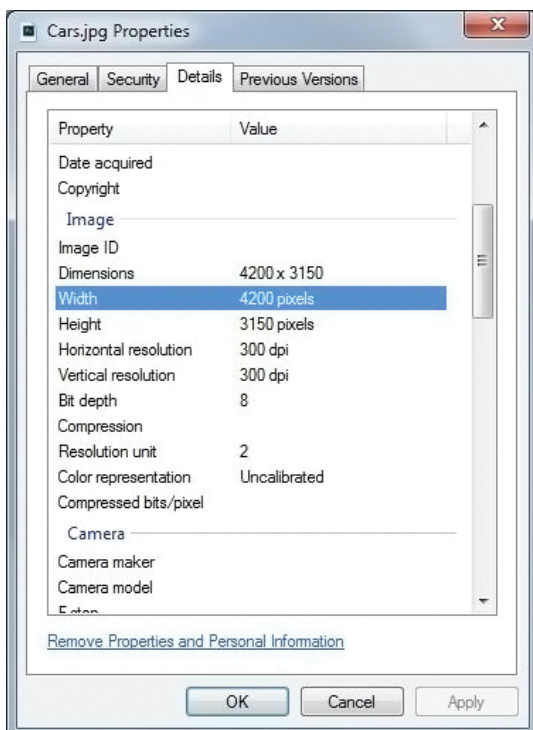 Cars.jpg Properties
General Security Details Previous Versions
Property Value
Date acquired
Copyright
Image
Image ID
Dimensions 4200 x 3150
Width 4200 pixels
Height 3150 pixels
Horizontal resolution 300 dpi
Vertical resolution 300 dpi
Bit depth 8
Compression
Resolution unit 2
Color representation Uncalibrated
Compressed bits/pixel
Camera
Camera maker
Camera model
Remove Properties and Personal Information
OK Cancel Apply